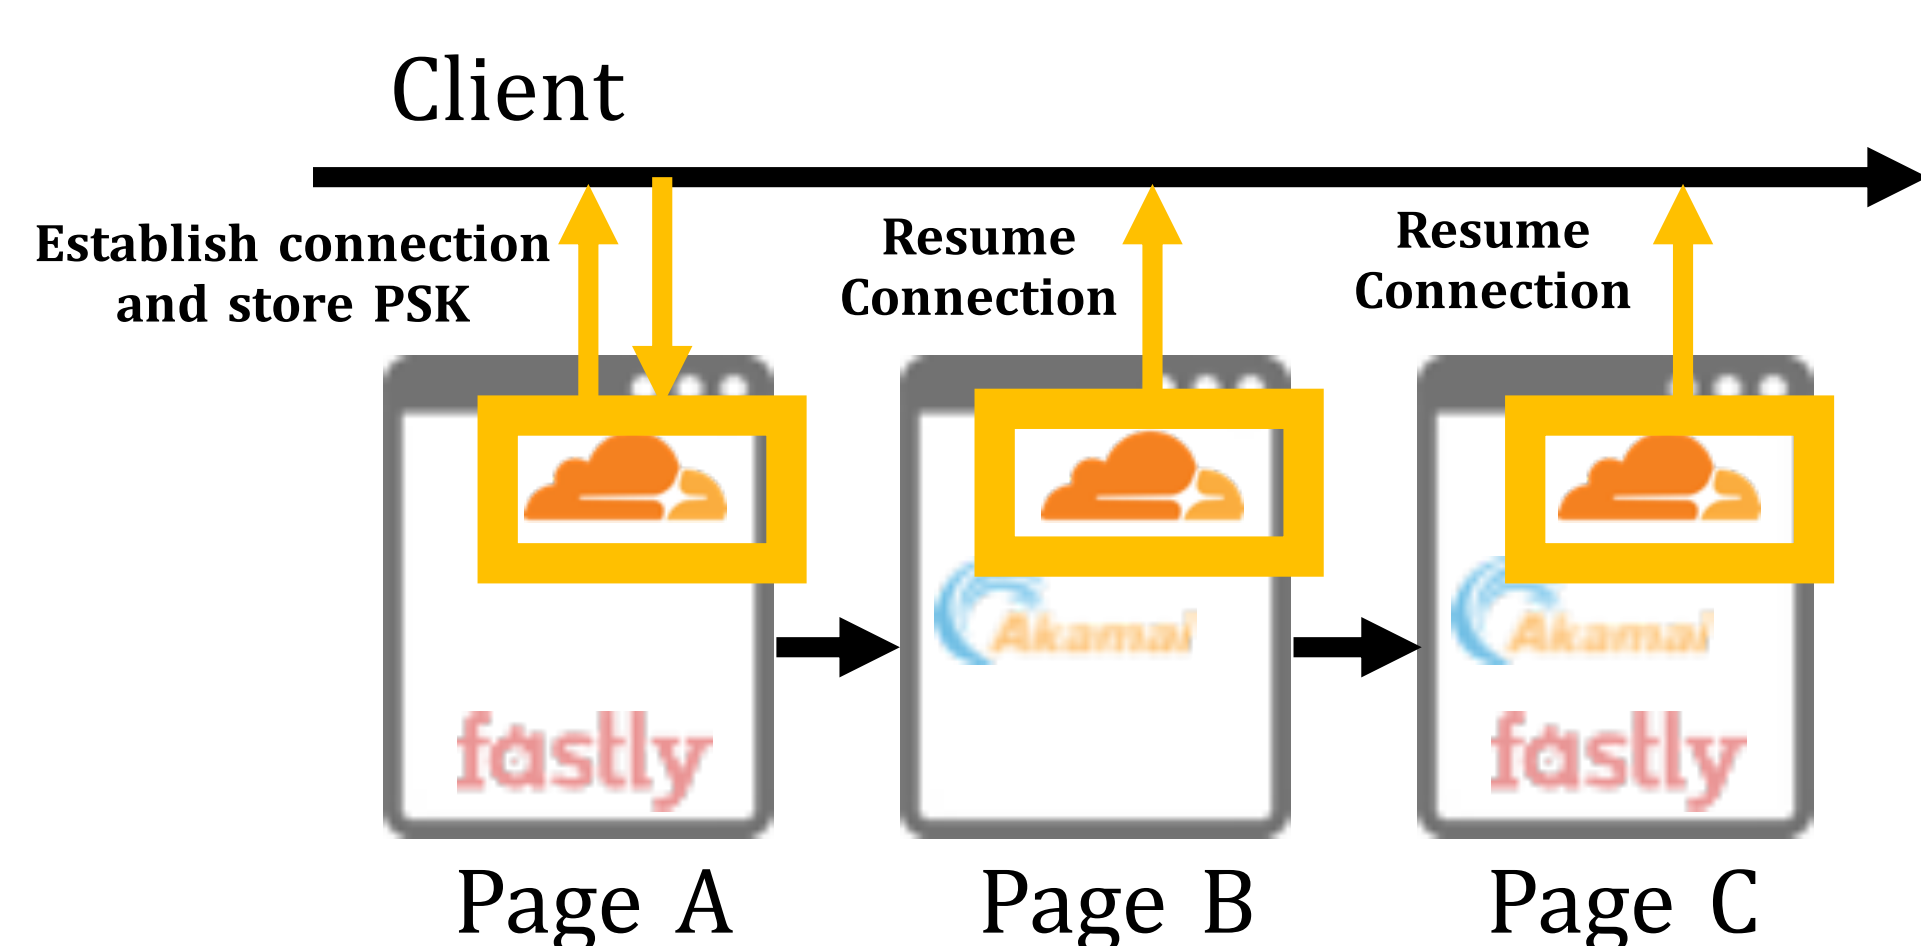 Client
Establish connection
and store PSK
Resume
Connection
Resume
Connection
Akamai
Akamai
fastly
fastly
Page A
Page B
Page C